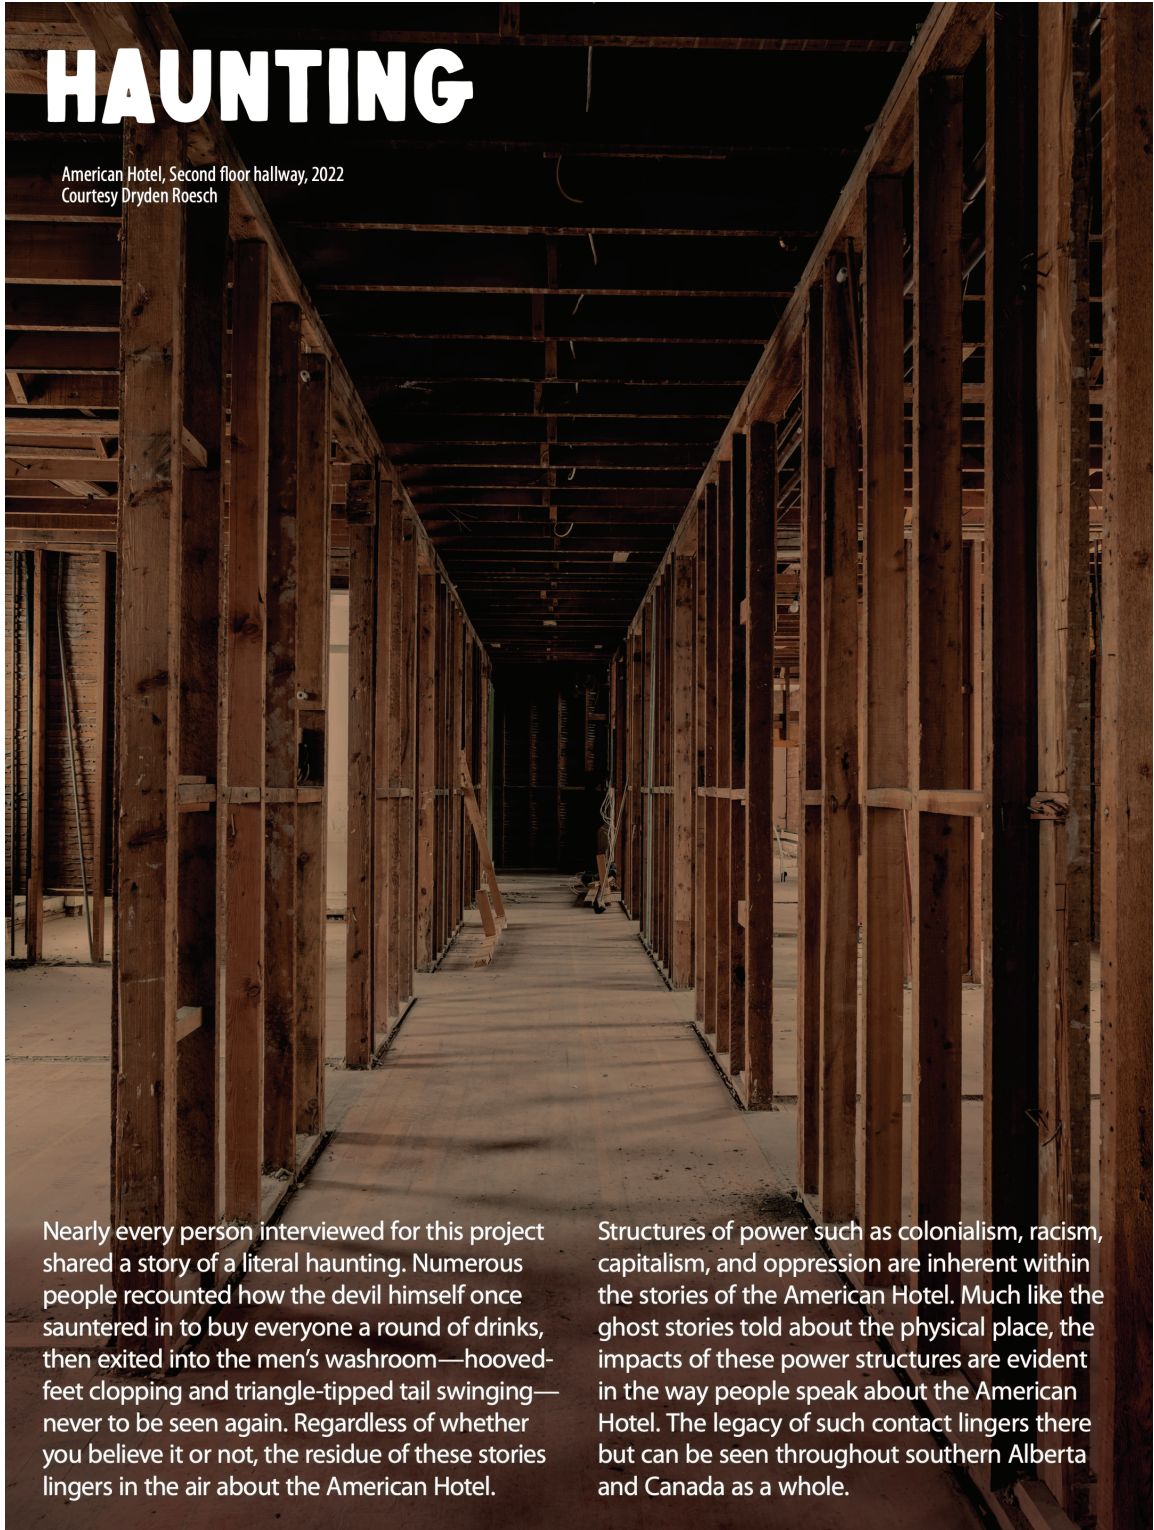 HAUNTING
American Hotel, Second floor hallway, 2022
Courtesy Dryden Roesch
Nearly every person interviewed for this project
shared a story of a literal haunting. Numerous
people recounted how the devil himself once
sauntered in to buy everyone a round of drinks,
then exited into the men’s washroom—hooved-
feet clopping and triangle-tipped tail swinging—
never to be seen again. Regardless of whether
you believe it or not, the residue of these stories
lingers in the air about the American Hotel.
Structures of power such as colonialism, racism,
capitalism, and oppression are inherent within
the stories of the American Hotel. Much like the
ghost stories told about the physical place, the
impacts of these power structures are evident
in the way people speak about the American
Hotel. The legacy of such contact lingers there
but can be seen throughout southern Alberta
and Canada as a whole.